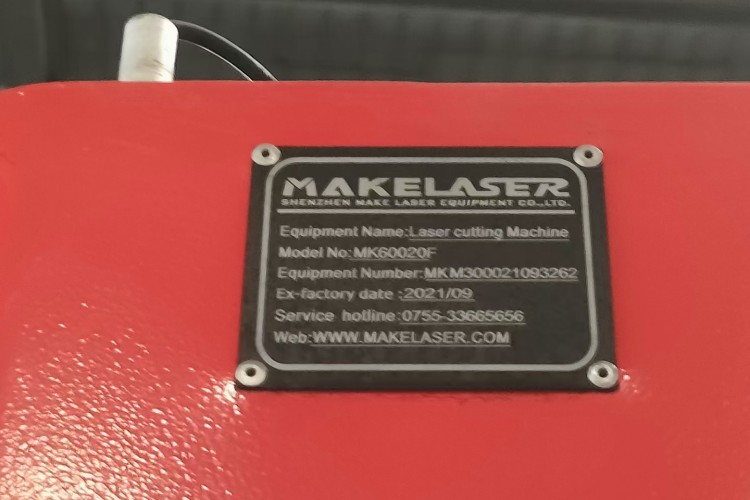 MAKELASER
SHENZHEN MAKE LASER EQUIPMENT CO.,LTD.
Equipment Name:Laser cutting Machine
Model No:MK60020F
Equipment Number:MKM300021093262
Ex-factory date :2021/09
Service hotline:0755-33665656
Web:WWW.MAKELASER.COM